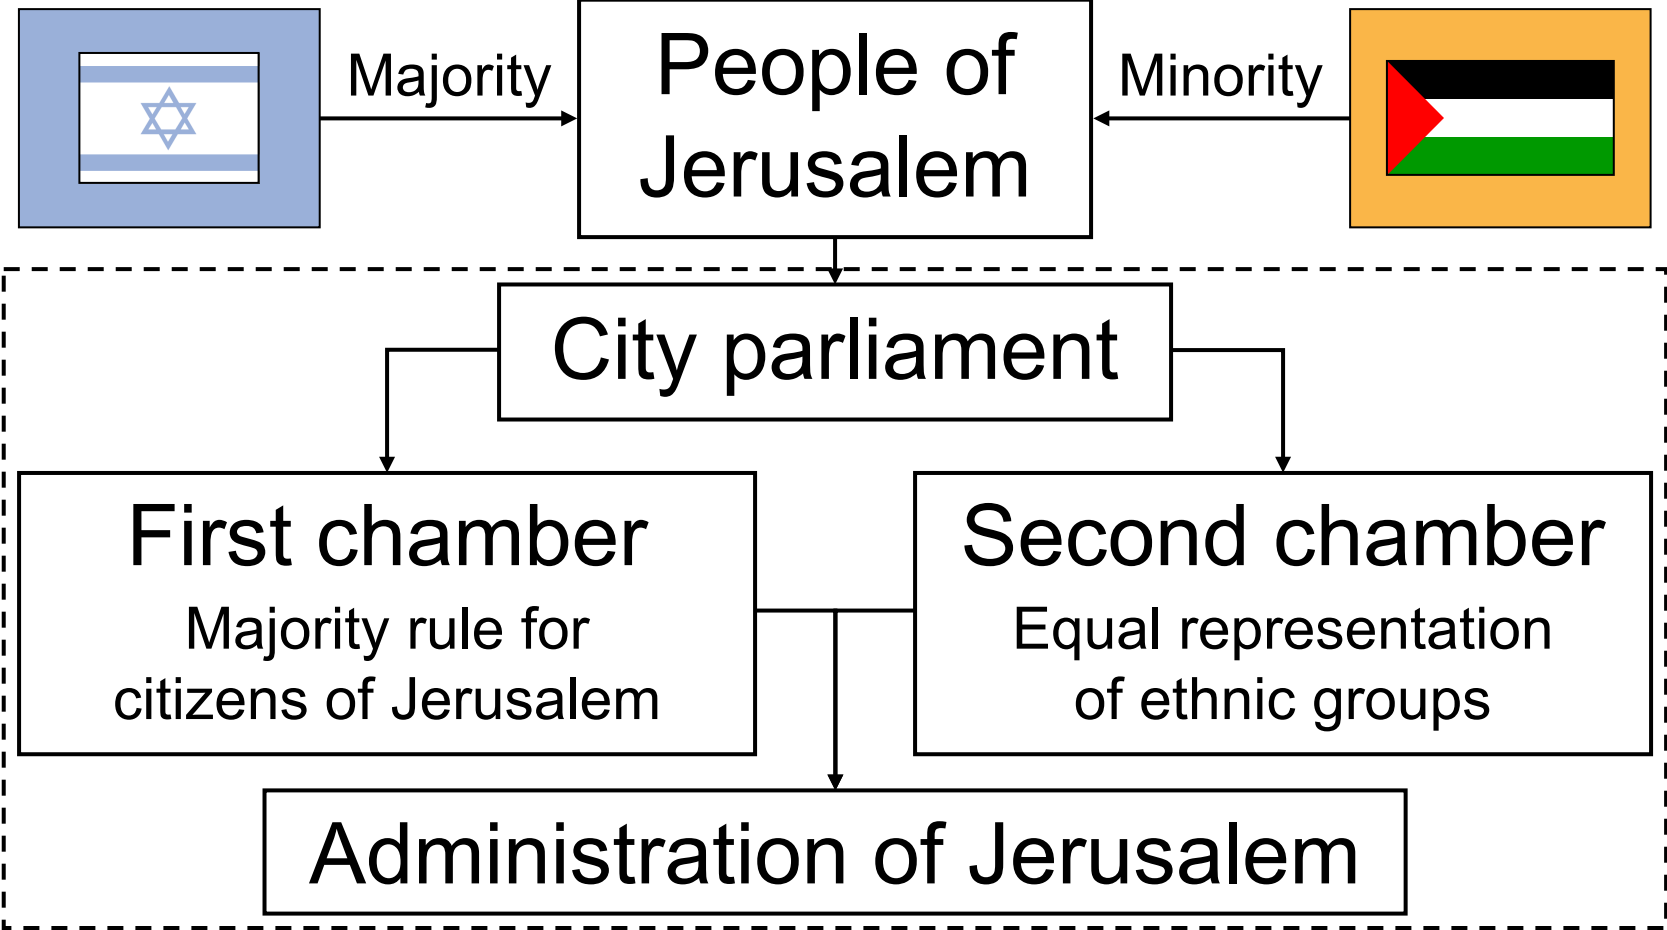 Majority
People of
Jerusalem
Minority
City parliament
First chamber
Majority rule for
citizens of Jerusalem
Second chamber
Equal representation
of ethnic groups
Administration of Jerusalem